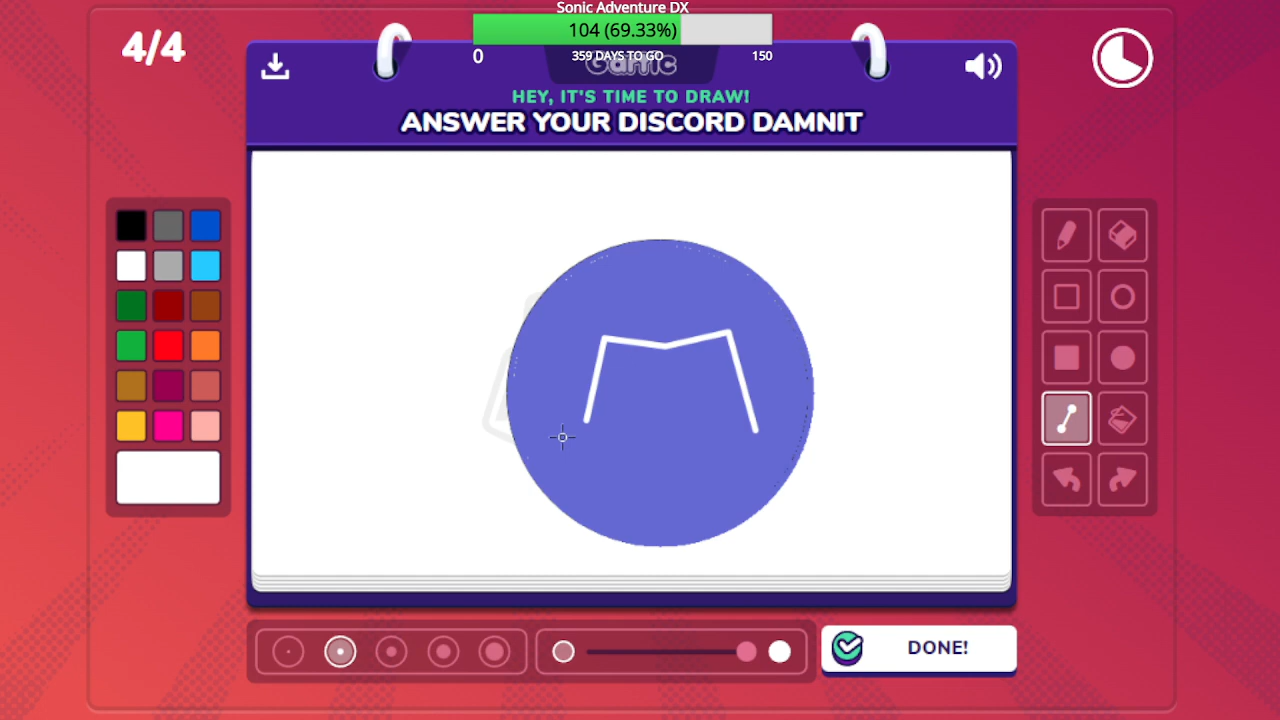 Sonic Adventure DX
104 (69.33%)
0
359 DAYS TO GO
150
4/4
Gartic
HEY, IT'S TIME TO DRAW!
ANSWER YOUR DISCORD DAMNIT
DONE!